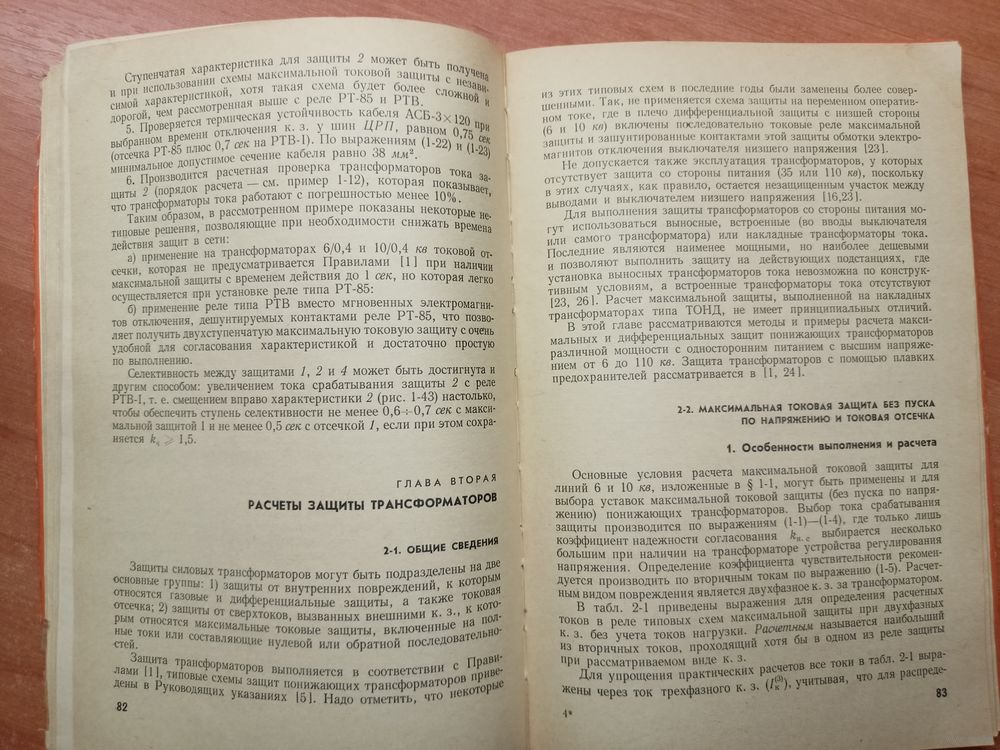 Ступенчатая характеристика для защиты 2 может быть получена
и при использовании схемы максимальной токовой защиты с незави-
симой характеристикой, хотя такая схема будет более сложной и
дорогой, чем рассмотренная выше с реле РТ-85 и РТВ.
5. Проверяется термическая устойчивость кабеля АСБ-3×120 при
выбранном времени отключения к. з. у шин ЦРП, равном 0,75 сек
(отсечка РТ-85 плюс 0,7 сек на РТВ-I). По выражениям (1-22) и (1-23)
минимальное допустимое сечение кабеля равно 38 мм².
6. Производится расчетная проверка трансформаторов тока за-
щиты 2 (порядок расчета — см. пример 1-12), которая показывает,
что трансформаторы тока работают с погрешностью менее 10%.
Таким образом, в рассмотренном примере показаны некоторые не-
типовые решения, позволяющие при необходимости снижать времена
действия защит в сети:
а) применение на трансформаторах 6/0,4 и 10/0,4 кв токовой от-
сечки, которая не предусматривается Правилами [1] при наличии
максимальной защиты с временем действия до 1 сек, но которая легко
осуществляется при установке реле типа РТ-85:
б) применение реле типа РТВ вместо мгновенных электромагни-
тов отключения, дешунтируемых контактами реле РТ-85, что позво-
ляет получить двухступенчатую максимальную токовую защиту с очень
удобной для согласования характеристикой и достаточно простую
по выполнению.
Селективность между защитами 1, 2 и 4 может быть достигнута и
другим способом: увеличением тока срабатывания защиты 2 с реле
РТВ-I, т. е. смещением вправо характеристики 2 (рис. 1-43) настолько,
чтобы обеспечить ступень селективности не менее 0,6÷0,7 сек с макси-
мальной защитой 1 и не менее 0,5 сек с отсечкой 1, если при этом сохра-
няется kч ⩾ 1,5.
ГЛАВА ВТОРАЯ
РАСЧЕТЫ ЗАЩИТЫ ТРАНСФОРМАТОРОВ
2-1. ОБЩИЕ СВЕДЕНИЯ
Защиты силовых трансформаторов могут быть подразделены на две
основные группы: 1) защиты от внутренних повреждений, к которым
относятся газовые и дифференциальные защиты, а также токовая
отсечка; 2) защиты от сверхтоков, вызванных внешними к. з., к кото-
рым относятся максимальные токовые защиты, включенные на пол-
ные токи или составляющие нулевой или обратной последовательно-
стей.
Защита трансформаторов выполняется в соответствии с Прави-
лами [1], типовые схемы защит понижающих трансформаторов приве-
дены в Руководящих указаниях [5]. Надо отметить, что некоторые
82
из этих типовых схем в последние годы были заменены более совер-
шенными. Так, не применяется схема защиты на переменном оператив-
ном токе, где в плечо дифференциальной защиты с низшей стороны
(6 и 10 кв) включены последовательно токовые реле максимальной
защиты и зашунтированные контактами этой защиты обмотки электро-
магнитов отключения выключателя низшего напряжения [23].
Не допускается также эксплуатация трансформаторов, у которых
отсутствует защита со стороны питания (35 или 110 кв), поскольку
в этих случаях, как правило, остается незащищенным участок между
выводами и выключателем низшего напряжения [16,23].
Для выполнения защиты трансформаторов со стороны питания мо-
гут использоваться выносные, встроенные (во вводы выключателя
или самого трансформатора) или накладные трансформаторы тока.
Последние являются наименее мощными, но наиболее дешевыми
и позволяют выполнить защиту на действующих подстанциях, где
установка выносных трансформаторов тока невозможна по конструк-
тивным условиям, а встроенные трансформаторы тока отсутствуют
[23, 26]. Расчет максимальной защиты, выполненной на накладных
трансформаторах типа ТОНД, не имеет принципиальных отличий.
В этой главе рассматриваются методы и примеры расчета макси-
мальных и дифференциальных защит понижающих трансформаторов
различной мощности с односторонним питанием с высшим напряже-
нием от 6 до 110 кв. Защита трансформаторов с помощью плавких
предохранителей рассматривается в [1, 24].
2-2. МАКСИМАЛЬНАЯ ТОКОВАЯ ЗАЩИТА БЕЗ ПУСКА
ПО НАПРЯЖЕНИЮ И ТОКОВАЯ ОТСЕЧКА
1. Особенности выполнения и расчета
Основные условия расчета максимальной токовой защиты для
линий 6 и 10 кв, изложенные в § 1-1, могут быть применены и для
выбора уставок максимальной токовой защиты (без пуска по напря-
жению) понижающих трансформаторов. Выбор тока срабатывания
защиты производится по выражениям (1-1)—(1-4), где только лишь
коэффициент надежности согласования kн. с выбирается несколько
большим при наличии на трансформаторе устройства регулирования
напряжения. Определение коэффициента чувствительности рекомен-
дуется производить по вторичным токам по выражению (1-5). Расчет-
ным видом повреждения является двухфазное к. з. за трансформатором.
В табл. 2-1 приведены выражения для определения расчетных
токов в реле типовых схем максимальной защиты при двухфазных
к. з. без учета токов нагрузки. Расчетным называется наибольший
из вторичных токов, проходящий хотя бы в одном из реле защиты
при рассматриваемом виде к. з.
Для упрощения практических расчетов все токи в табл. 2-1 выра-
жены через ток трехфазного к. з. (Iк(3)), учитывая, что для распреде-
4*
83